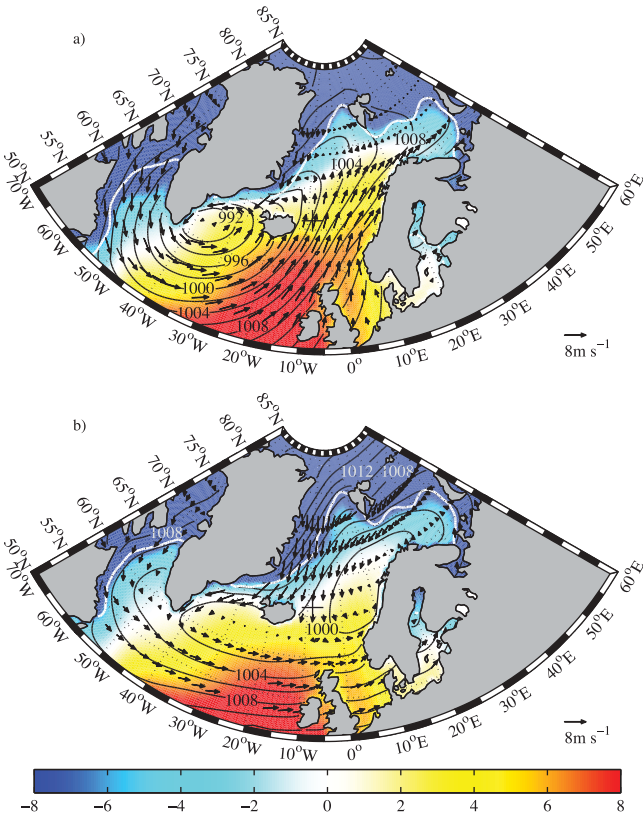 a)
85°N
80°N
75°N
70°N
65°N
60°N
55°N
50°N
70°W
60°W
50°W
40°W
30°W
20°W
10°W
0°
10°E
20°E
30°E
40°E
50°E
60°E
1008
1004
992
996
1000
1004
1008
8m s⁻¹
b)
85°N
80°N
75°N
70°N
65°N
60°N
55°N
50°N
70°W
60°W
50°W
40°W
30°W
20°W
10°W
0°
10°E
20°E
30°E
40°E
50°E
60°E
1012 1008
1008
1000
1004
1008
8m s⁻¹
−8 −6 −4 −2 0 2 4 6 8